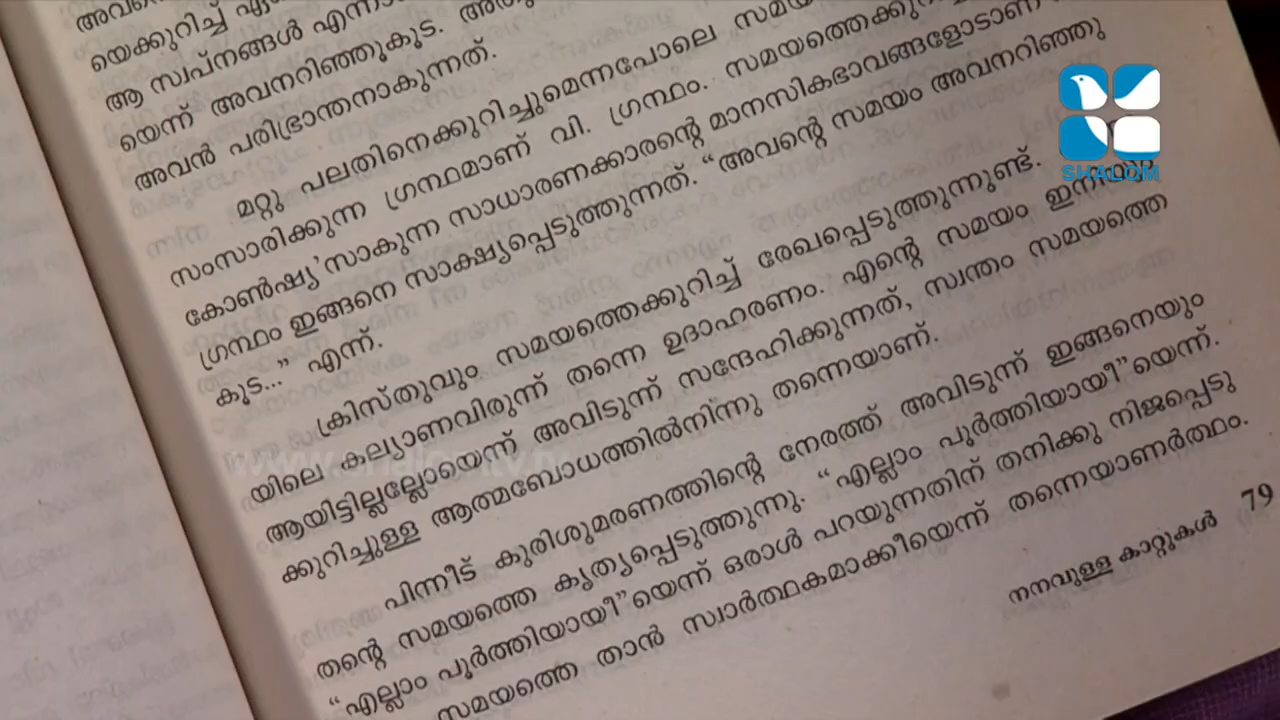 യെക്കുറിച്ച്
ആ സ്വപ്നങ്ങൾ
യെന്ന് അവനറിഞ്ഞുകൂട.
അവൻ പരിഭ്രാന്തനാകുന്നത്.
മറ്റു പലതിനെക്കുറിച്ചുമെന്നപോലെ
സംസാരിക്കുന്ന ഗ്രന്ഥമാണ് വി. ഗ്രന്ഥം.
കോൺഷ്യ'സാകുന്ന സാധാരണക്കാരന്റെ മാനസികഭാവങ്ങളോടാണ്
ഗ്രന്ഥം ഇങ്ങനെ സാക്ഷ്യപ്പെടുത്തുന്നത്. “അവന്റെ സമയം അവനറിഞ്ഞു
കൂട...” എന്ന്.
ക്രിസ്തുവും സമയത്തെക്കുറിച്ച് രേഖപ്പെടുത്തുന്നുണ്ട്.
യിലെ കല്യാണവിരുന്ന് തന്നെ ഉദാഹരണം. എന്റെ സമയം ഇനിയും
ആയിട്ടില്ലല്ലോയെന്ന് അവിടുന്ന് സന്ദേഹിക്കുന്നത്, സ്വന്തം സമയത്തെ
ക്കുറിച്ചുള്ള ആത്മബോധത്തിൽനിന്നു തന്നെയാണ്.
പിന്നീട് കുരിശുമരണത്തിന്റെ നേരത്ത് അവിടുന്ന് ഇങ്ങനെയും
തന്റെ സമയത്തെ കൃത്യപ്പെടുത്തുന്നു. “എല്ലാം പൂർത്തിയായീ”യെന്ന്.
“എല്ലാം പൂർത്തിയായീ”യെന്ന് ഒരാൾ പറയുന്നതിന് തനിക്കു നിജപ്പെടു
സമയത്തെ താൻ സ്വാർത്ഥകമാക്കീയെന്ന് തന്നെയാണർത്ഥം.
നനവുള്ള കാറ്റുകൾ 79
SHALOM